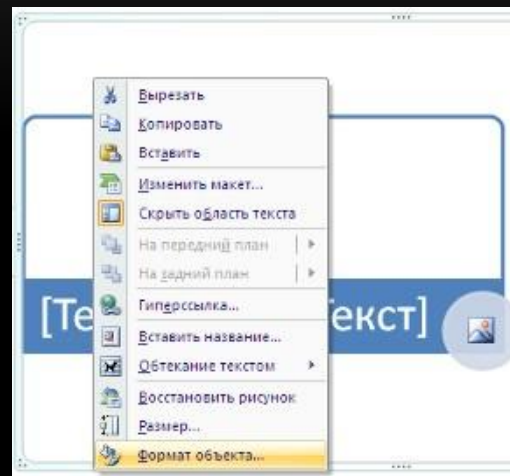 Вырезать
Копировать
Вставить
Изменить макет...
Скрыть область текста
На передний план
На задний план
Гиперссылка...
[Те
Текст]
Вставить название...
Обтекание текстом
Восстановить рисунок
Размер...
Формат объекта...